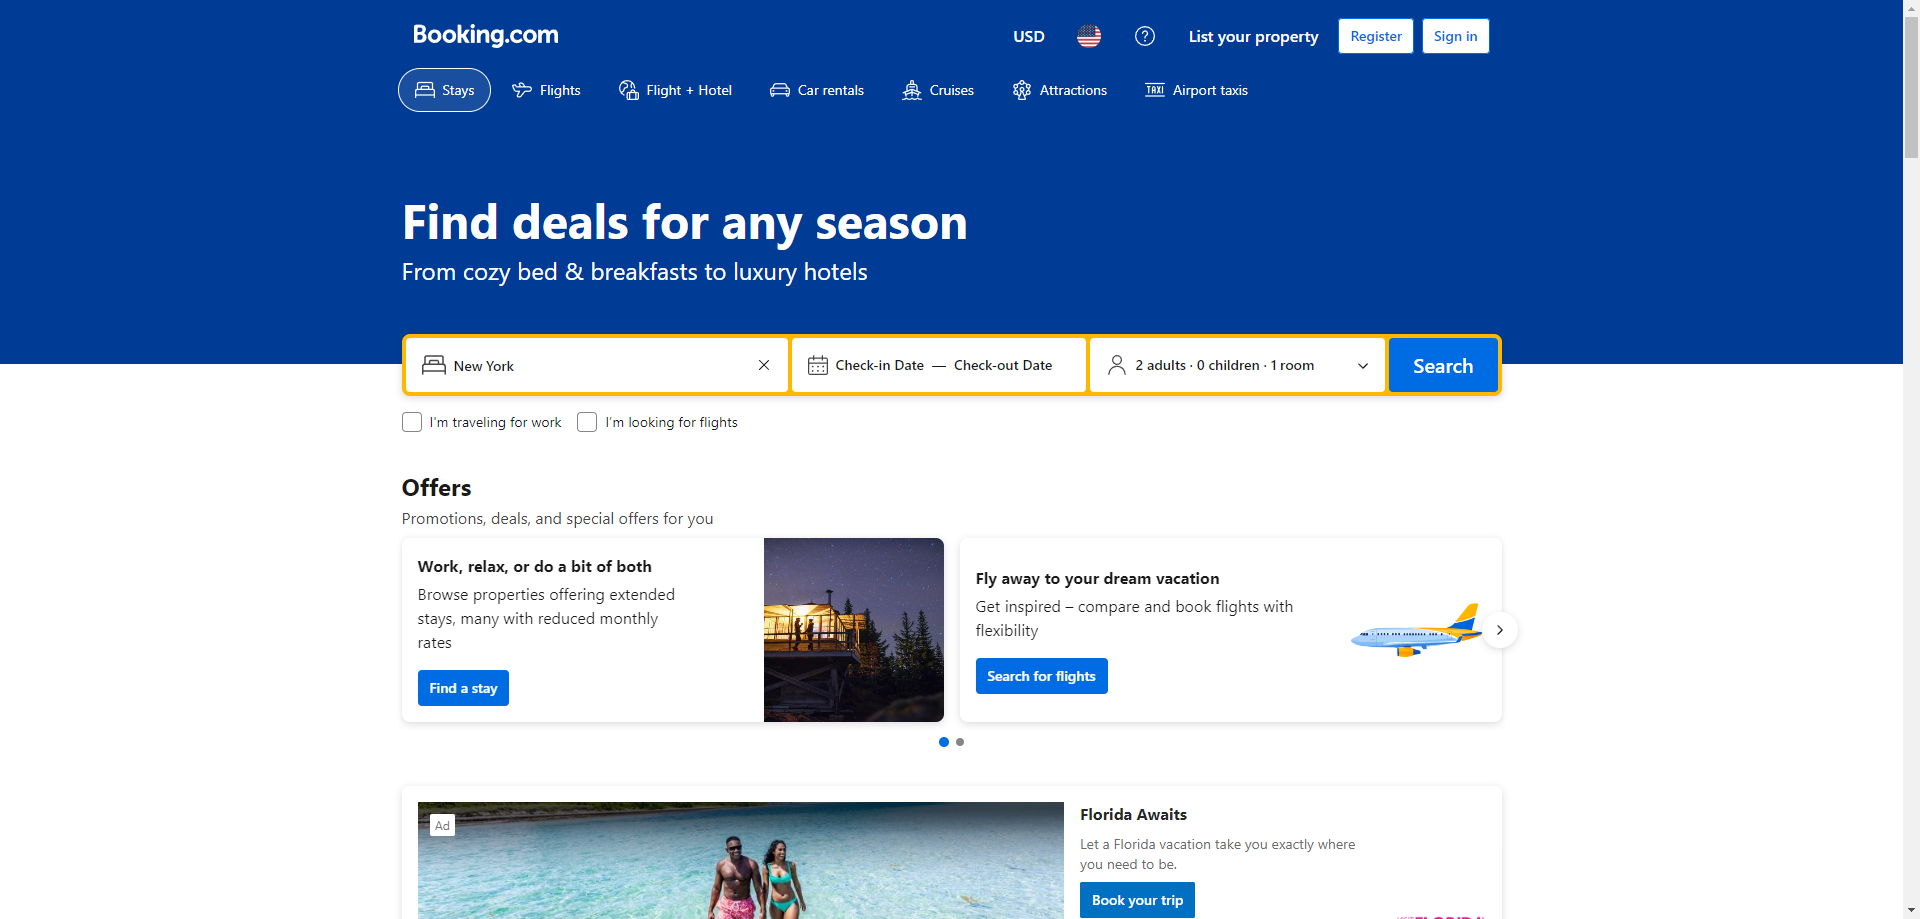 Booking.com
USD
List your property
Register
Sign in
Stays
Flights
Flight + Hotel
Car rentals
Cruises
Attractions
TAXI
Airport taxis
Find deals for any season
From cozy bed & breakfasts to luxury hotels
New York
Check-in Date — Check-out Date
2 adults · 0 children · 1 room
Search
I'm traveling for work
I'm looking for flights
Offers
Promotions, deals, and special offers for you
Work, relax, or do a bit of both
Browse properties offering extended
stays, many with reduced monthly
rates
Find a stay
Fly away to your dream vacation
Get inspired – compare and book flights with
flexibility
Search for flights
Ad
Florida Awaits
Let a Florida vacation take you exactly where
you need to be.
Book your trip